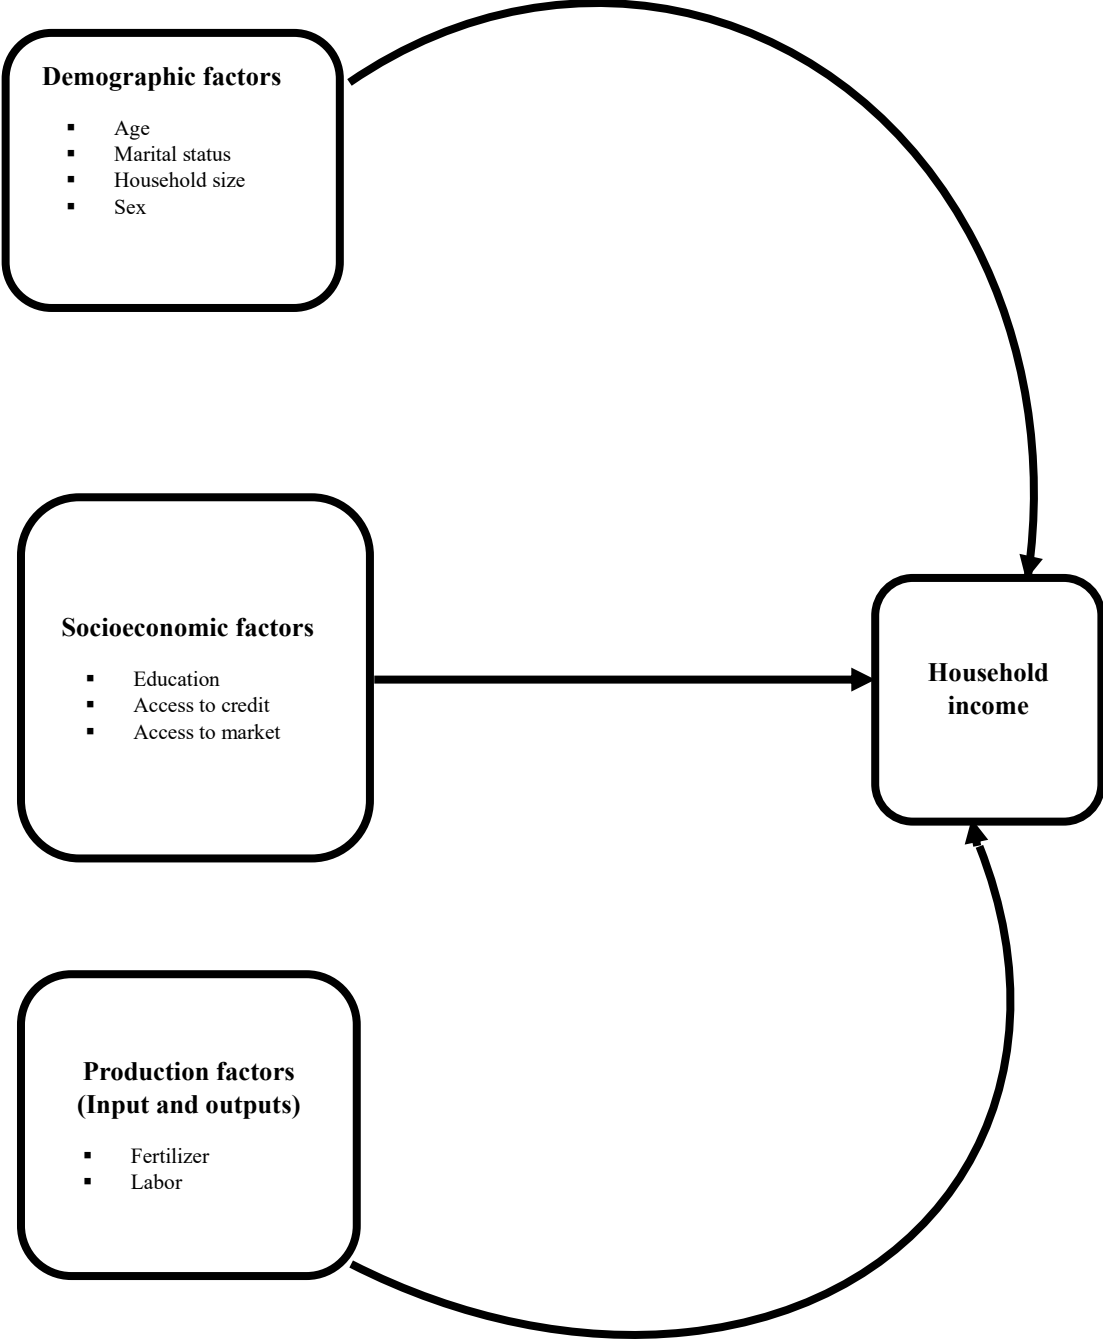 Demographic factors
▪ Age
▪ Marital status
▪ Household size
▪ Sex
Socioeconomic factors
▪ Education
▪ Access to credit
▪ Access to market
Household
income
Production factors
(Input and outputs)
▪ Fertilizer
▪ Labor